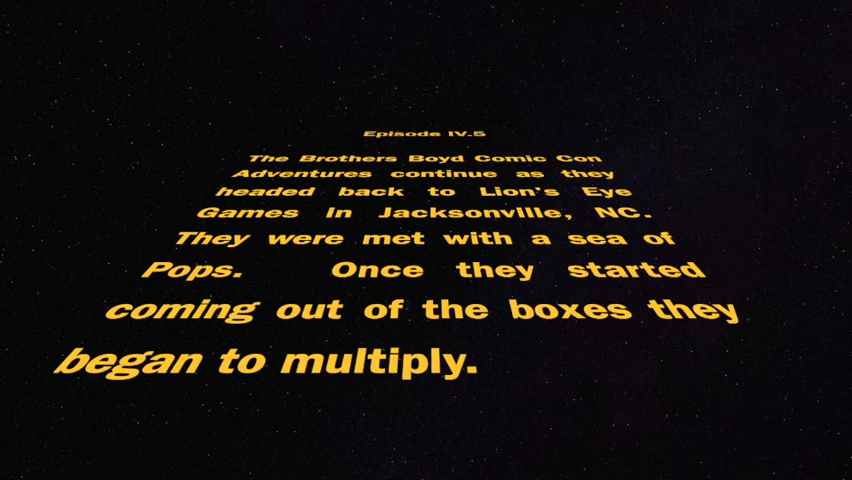 Episode IV.5
The Brothers Boyd Comic Con
Adventures continue as they
headed back to Lion's Eye
Games in Jacksonville, NC.
They were met with a sea of
Pops. Once they started
coming out of the boxes they
began to multiply.